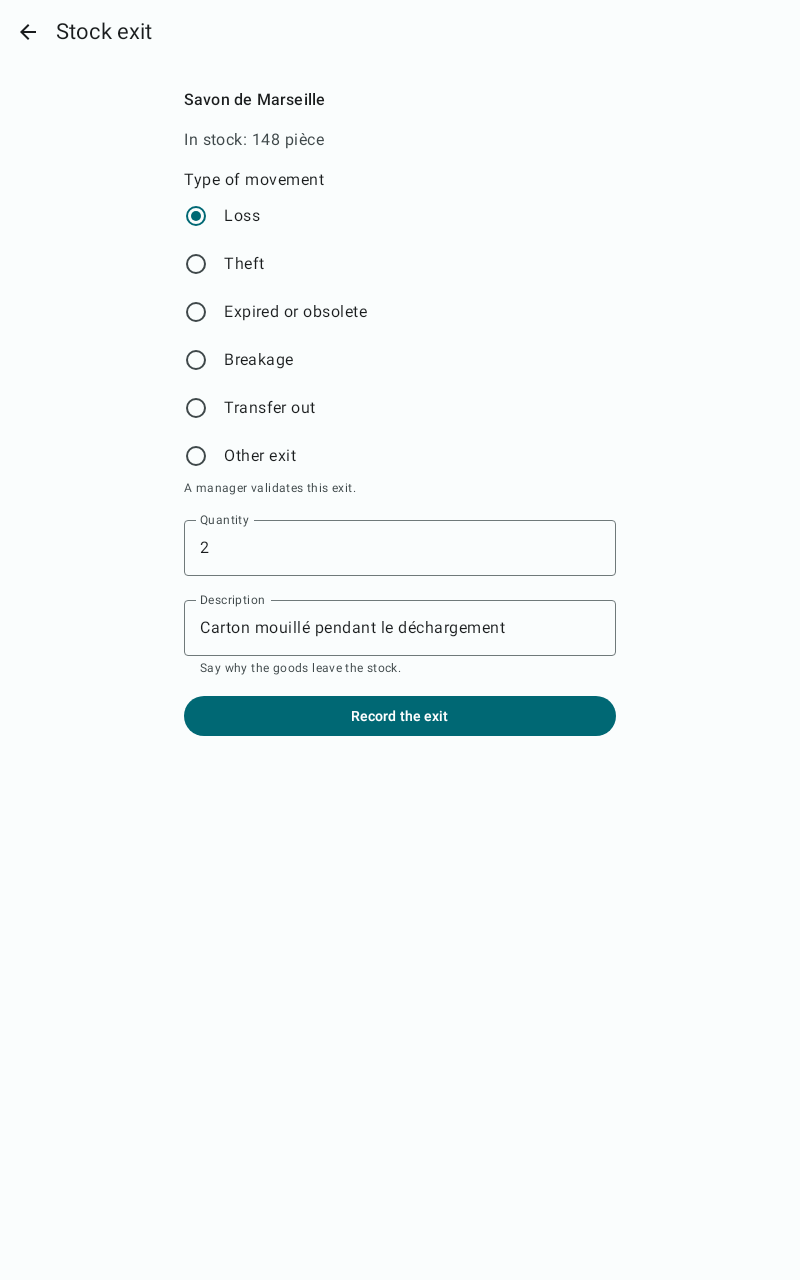 Stock exit
Savon de Marseille
In stock: 148 pièce
Type of movement
Loss
Theft
Expired or obsolete
Breakage
Transfer out
Other exit
A manager validates this exit.
Quantity
2
Description
Carton mouillé pendant le déchargement
Say why the goods leave the stock.
Record the exit